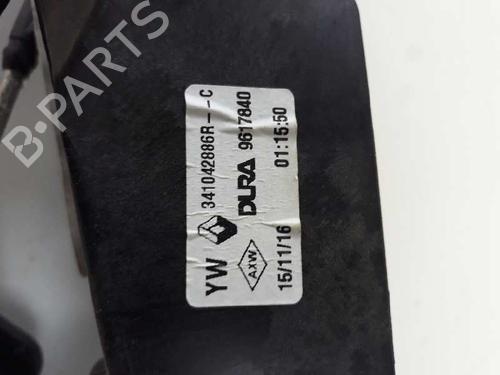 YW 341042886R--C
DURA 9617840
AXW
15/11/16 01:15:50
B-PARTS